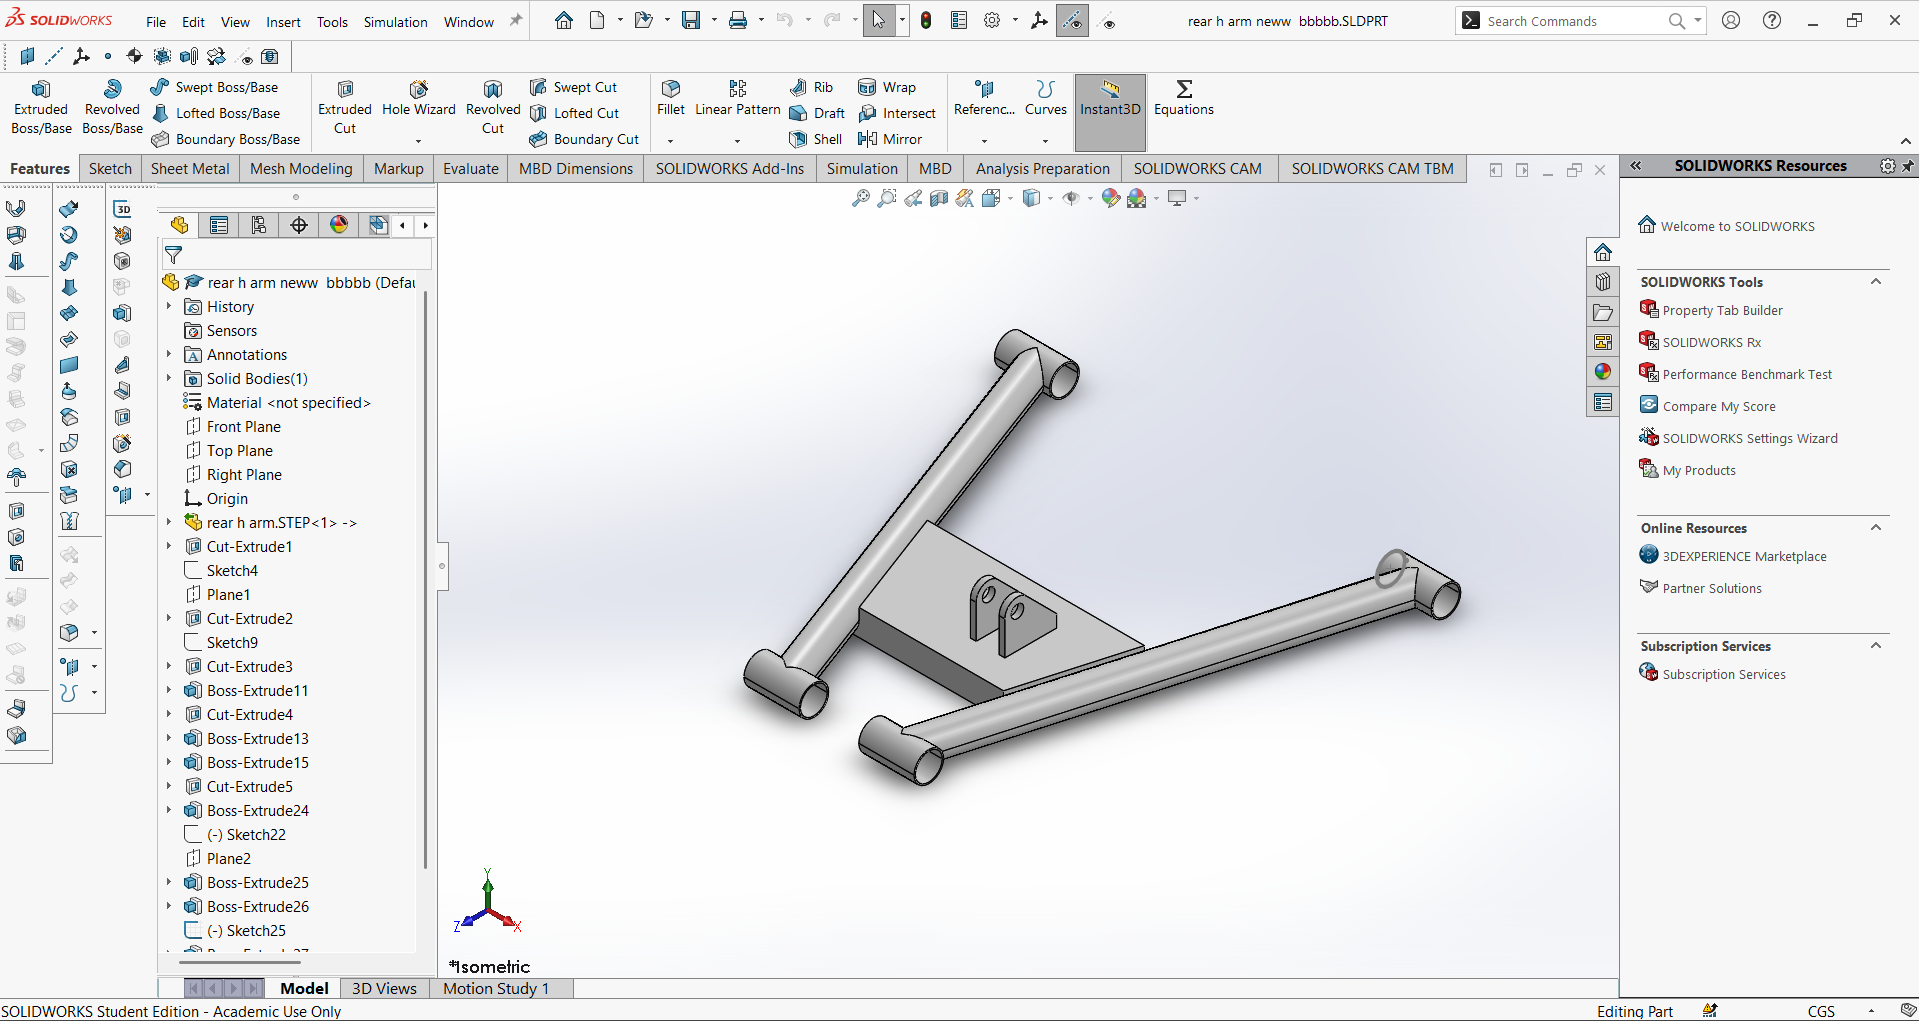 SOLIDWORKS File Edit View Insert Tools Simulation Window rear h arm neww bbbbb.SLDPRT Search Commands
Extruded Boss/Base
Revolved Boss/Base
Swept Boss/Base
Lofted Boss/Base
Boundary Boss/Base
Extruded Cut
Hole Wizard
Revolved Cut
Swept Cut
Lofted Cut
Boundary Cut
Fillet
Linear Pattern
Rib
Draft
Shell
Wrap
Intersect
Mirror
Referenc...
Curves
Instant3D
Equations
Features Sketch Sheet Metal Mesh Modeling Markup Evaluate MBD Dimensions SOLIDWORKS Add-Ins Simulation MBD Analysis Preparation SOLIDWORKS CAM SOLIDWORKS CAM TBM
3D
rear h arm neww bbbbb (Defau
History
Sensors
Annotations
Solid Bodies(1)
Material <not specified>
Front Plane
Top Plane
Right Plane
Origin
rear h arm.STEP<1> ->
Cut-Extrude1
Sketch4
Plane1
Cut-Extrude2
Sketch9
Cut-Extrude3
Boss-Extrude11
Cut-Extrude4
Boss-Extrude13
Boss-Extrude15
Cut-Extrude5
Boss-Extrude24
(-) Sketch22
Plane2
Boss-Extrude25
Boss-Extrude26
(-) Sketch25
Y
Z
X
*Isometric
SOLIDWORKS Resources
Welcome to SOLIDWORKS
SOLIDWORKS Tools
Property Tab Builder
SOLIDWORKS Rx
Performance Benchmark Test
Compare My Score
SOLIDWORKS Settings Wizard
My Products
Online Resources
3DEXPERIENCE Marketplace
Partner Solutions
Subscription Services
Subscription Services
Model 3D Views Motion Study 1
SOLIDWORKS Student Edition - Academic Use Only Editing Part CGS